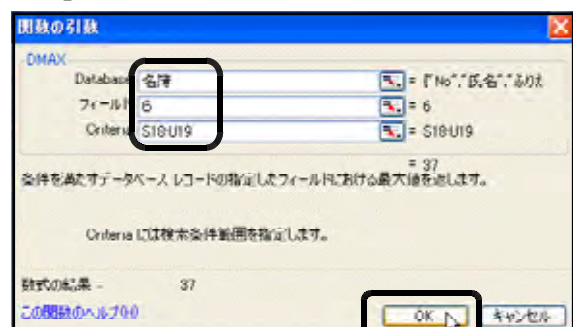 関数の引数
DMAX
Database 名簿 = {"No","氏名","ふりが
フィールド 6 = 6
Criteria S18:U19 = S18:U19
= 37
条件を満たすデータベース レコードの指定したフィールドにおける最大値を返します。
Criteria には検索条件範囲を指定します。
数式の結果 = 37
この関数のヘルプ(H) OK キャンセル